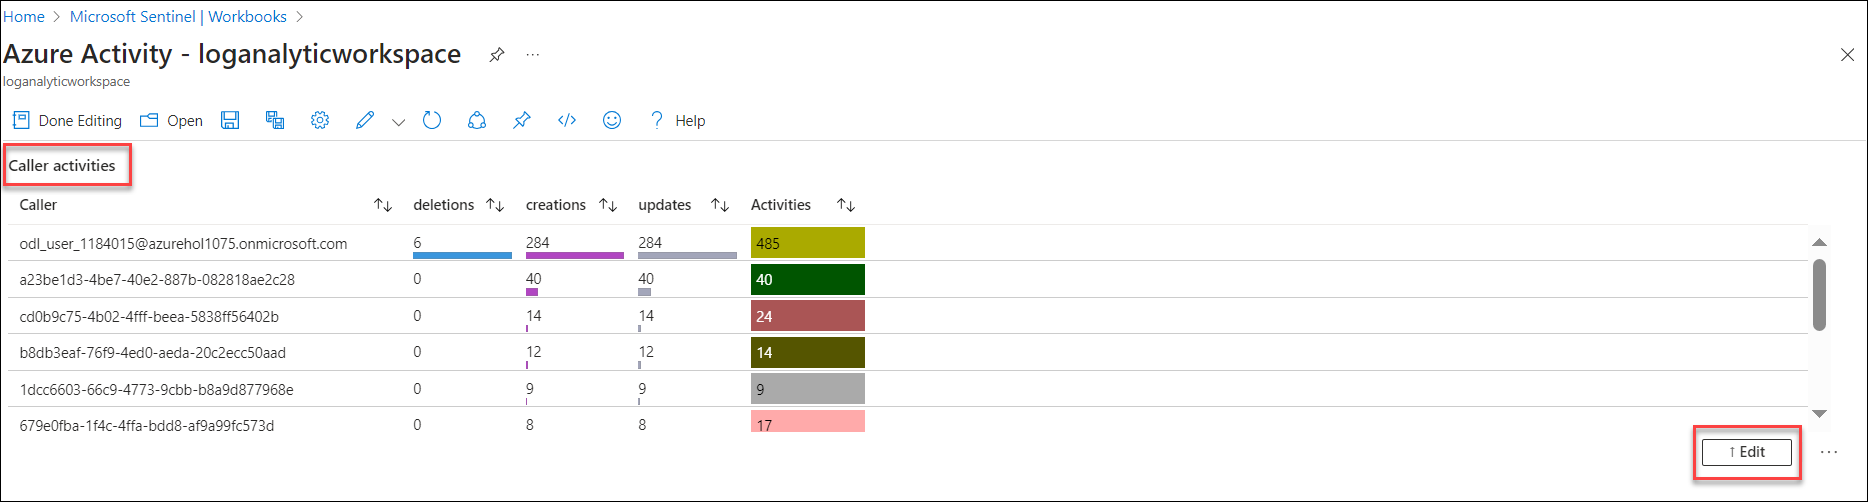 Home > Microsoft Sentinel | Workbooks >
Azure Activity - loganalyticworkspace ...
loganalyticworkspace
Done Editing Open </> ? Help
Caller activities
Caller ↑↓ deletions ↑↓ creations ↑↓ updates ↑↓ Activities ↑↓
odl_user_1184015@azurehol1075.onmicrosoft.com 6 284 284 485
a23be1d3-4be7-40e2-887b-082818ae2c28 0 40 40 40
cd0b9c75-4b02-4fff-beea-5838ff56402b 0 14 14 24
b8db3eaf-76f9-4ed0-aeda-20c2ecc50aad 0 12 12 14
1dcc6603-66c9-4773-9cbb-b8a9d877968e 0 9 9 9
679e0fba-1f4c-4ffa-bdd8-af9a99fc573d 0 8 8 17
↑ Edit ...